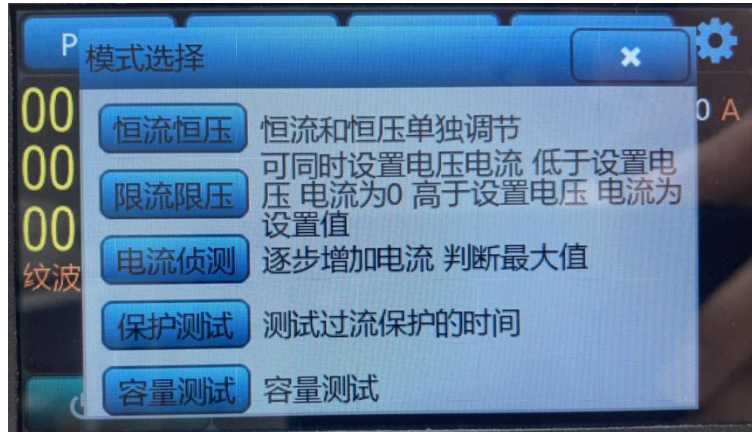 P
模式选择
×
00
0 A
恒流恒压 恒流和恒压单独调节
00
限流限压 可同时设置电压电流 低于设置电
压 电流为0 高于设置电压 电流为
设置值
00
电流侦测 逐步增加电流 判断最大值
纹波
保护测试 测试过流保护的时间
容量测试 容量测试